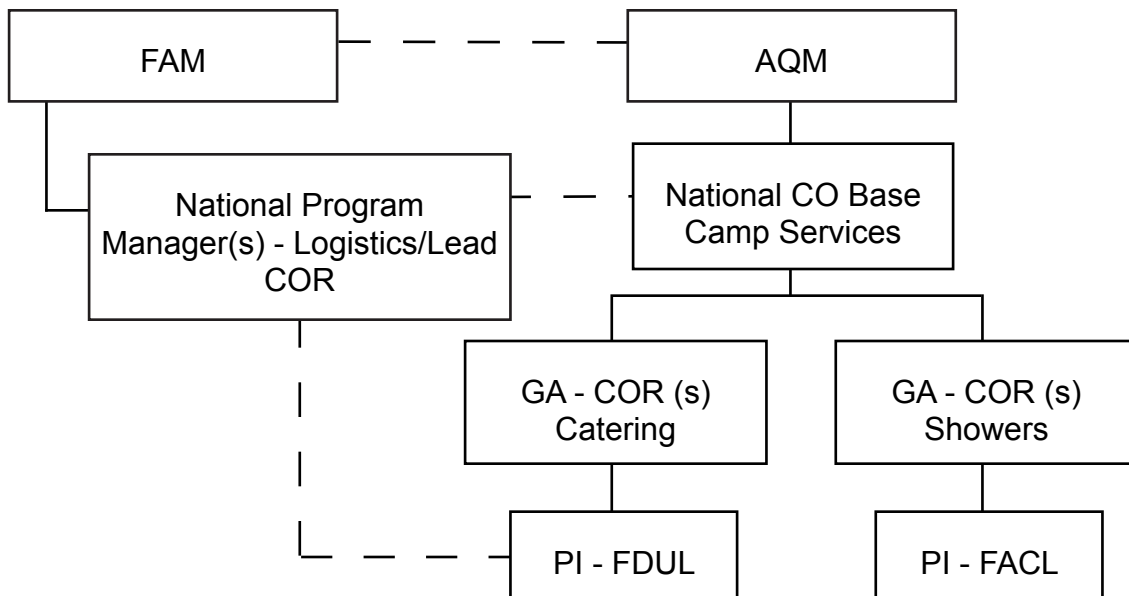 FAM
AQM
National Program
Manager(s) - Logistics/Lead
COR
National CO Base
Camp Services
GA - COR (s)
Catering
GA - COR (s)
Showers
PI - FDUL
PI - FACL